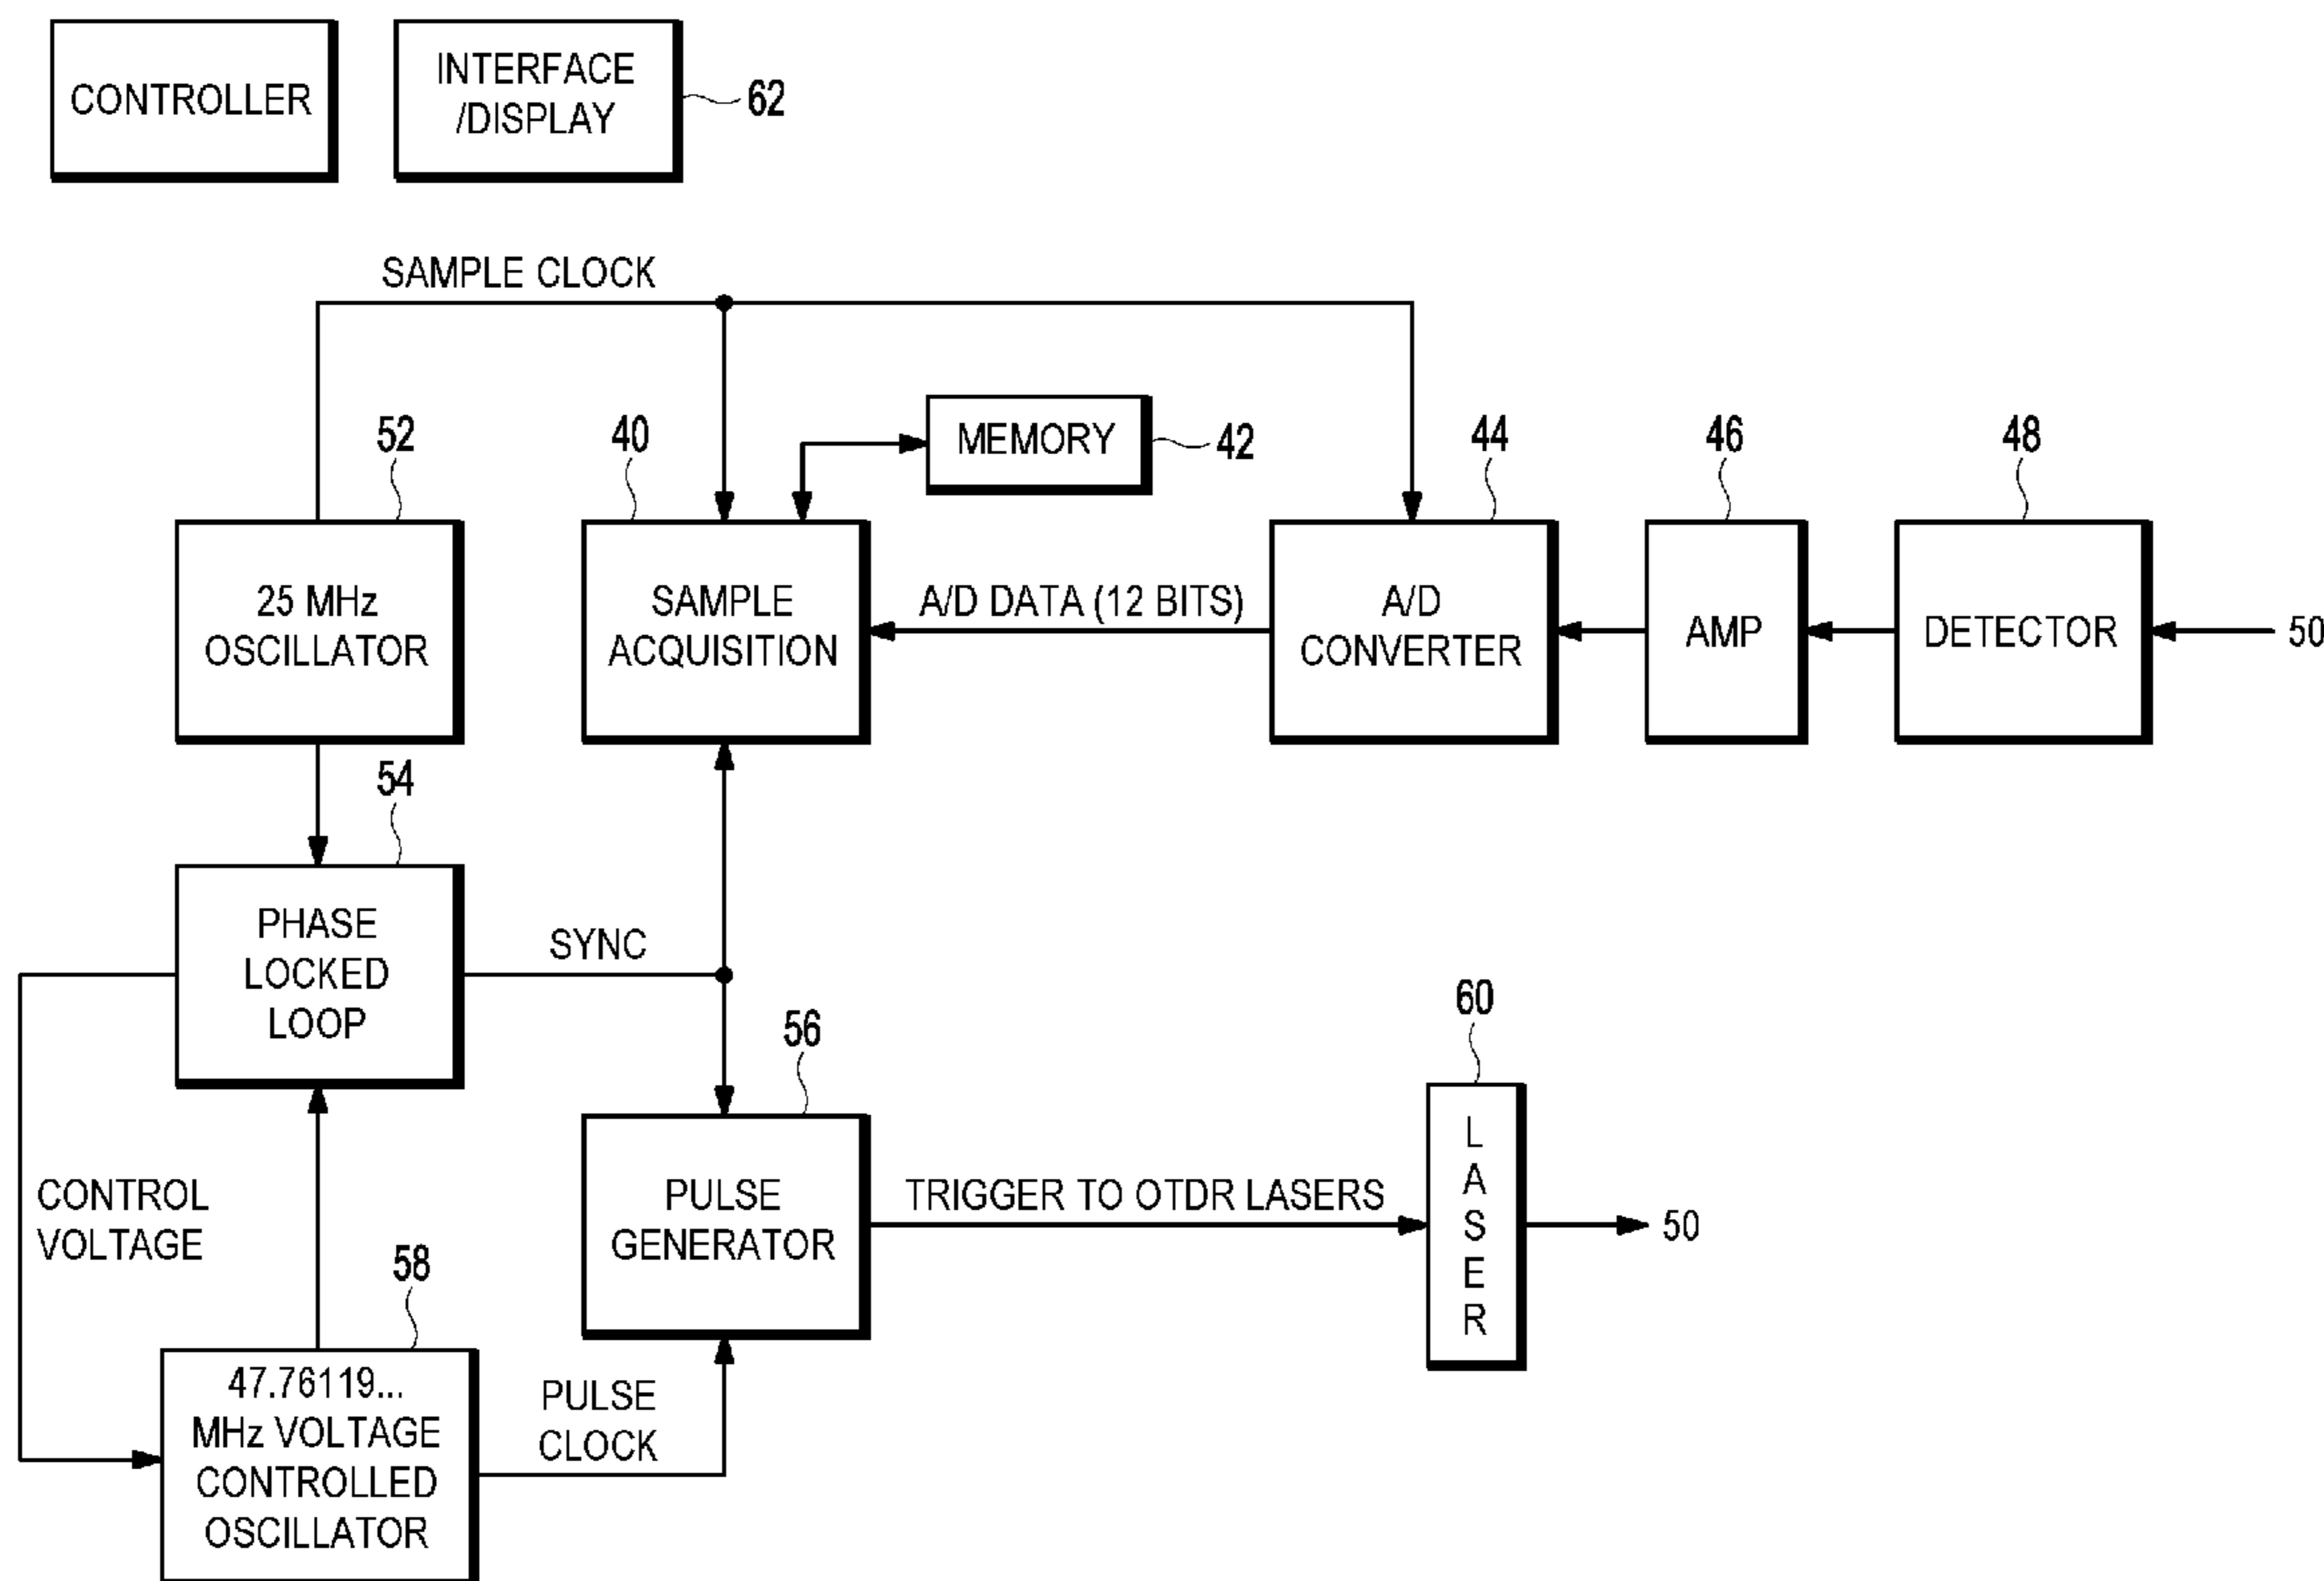 CONTROLLER
INTERFACE
/DISPLAY
62
SAMPLE CLOCK
52
40
MEMORY
42
44
46
48
25 MHz
OSCILLATOR
SAMPLE
ACQUISITION
A/D DATA (12 BITS)
A/D
CONVERTER
AMP
DETECTOR
50
54
PHASE
LOCKED
LOOP
SYNC
56
60
CONTROL
VOLTAGE
PULSE
GENERATOR
TRIGGER TO OTDR LASERS
L
A
S
E
R
50
58
47.76119...
MHz VOLTAGE
CONTROLLED
OSCILLATOR
PULSE
CLOCK